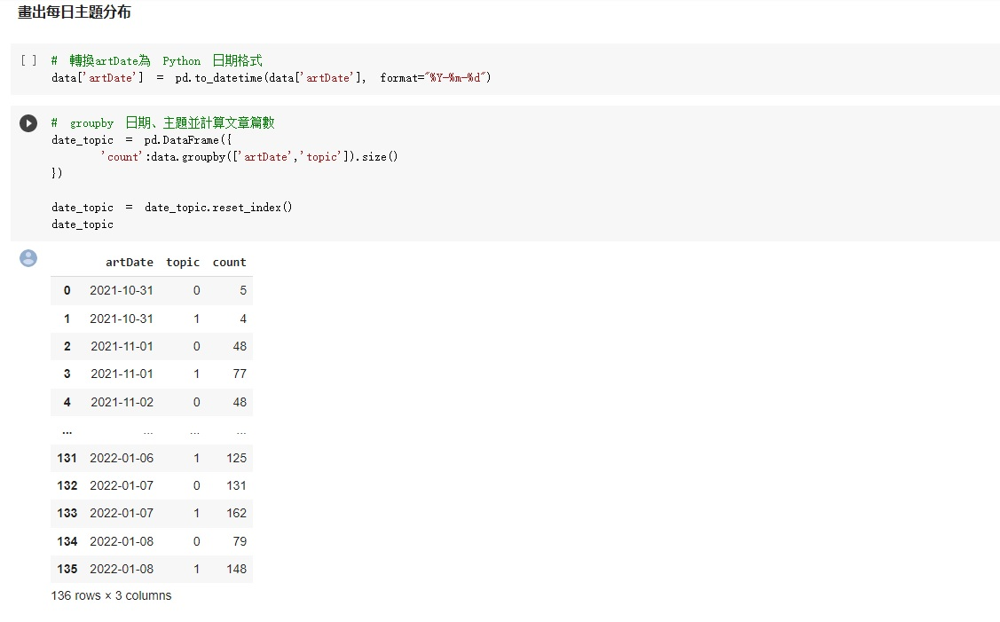 畫出每日主題分布
[ ] # 轉換artDate為 Python 日期格式
data['artDate'] = pd.to_datetime(data['artDate'], format="%Y-%m-%d")
# groupby 日期、主題並計算文章篇數
date_topic = pd.DataFrame({
'count':data.groupby(['artDate','topic']).size()
})
date_topic = date_topic.reset_index()
date_topic
artDate topic count
0 2021-10-31 0 5
1 2021-10-31 1 4
2 2021-11-01 0 48
3 2021-11-01 1 77
4 2021-11-02 0 48
... ... ... ...
131 2022-01-06 1 125
132 2022-01-07 0 131
133 2022-01-07 1 162
134 2022-01-08 0 79
135 2022-01-08 1 148
136 rows × 3 columns